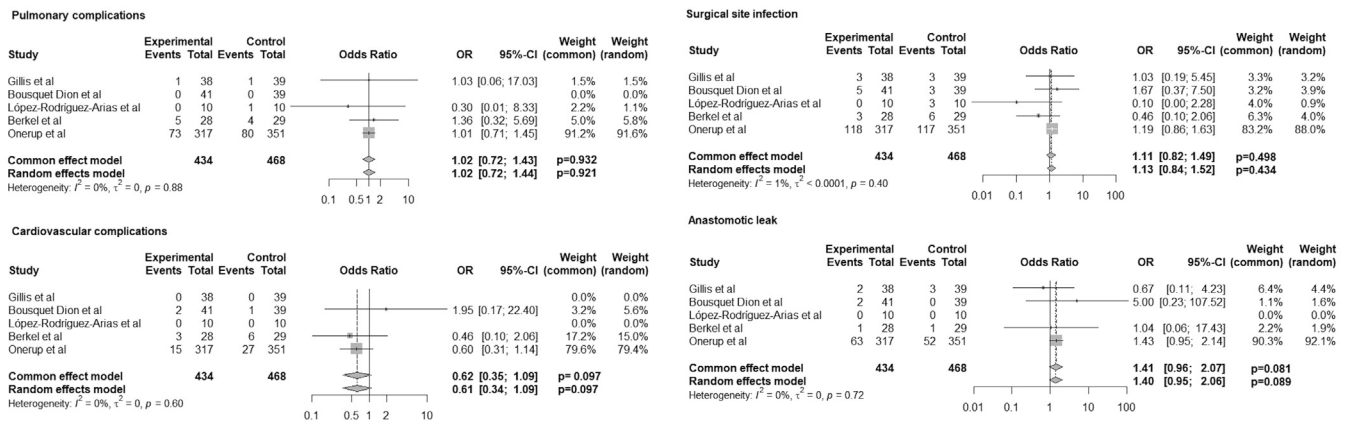 Pulmonary complications
Experimental Control Weight Weight
Study Events Total Events Total Odds Ratio OR 95%-CI (common) (random)
Gillis et al 1 38 1 39 1.03 [0.06; 17.03] 1.5% 1.5%
Bousquet Dion et al 0 41 0 39 0.0% 0.0%
López-Rodríguez-Arias et al 0 10 1 10 0.30 [0.01; 8.33] 2.2% 1.1%
Berkel et al 5 28 4 29 1.36 [0.32; 5.69] 5.0% 5.8%
Onerup et al 73 317 80 351 1.01 [0.71; 1.45] 91.2% 91.6%
Common effect model 434 468 1.02 [0.72; 1.43] p=0.932
Random effects model 1.02 [0.72; 1.44] p=0.921
Heterogeneity: I² = 0%, τ² = 0, p = 0.88
0.1 0.5 1 2 10
Cardiovascular complications
Experimental Control Weight Weight
Study Events Total Events Total Odds Ratio OR 95%-CI (common) (random)
Gillis et al 0 38 0 39 0.0% 0.0%
Bousquet Dion et al 2 41 1 39 1.95 [0.17; 22.40] 3.2% 5.6%
López-Rodríguez-Arias et al 0 10 0 10 0.0% 0.0%
Berkel et al 3 28 6 29 0.46 [0.10; 2.06] 17.2% 15.0%
Onerup et al 15 317 27 351 0.60 [0.31; 1.14] 79.6% 79.4%
Common effect model 434 468 0.62 [0.35; 1.09] p= 0.097
Random effects model 0.61 [0.34; 1.09] p=0.097
Heterogeneity: I² = 0%, τ² = 0, p = 0.60
0.1 0.5 1 2 10
Surgical site infection
Experimental Control Weight Weight
Study Events Total Events Total Odds Ratio OR 95%-CI (common) (random)
Gillis et al 3 38 3 39 1.03 [0.19; 5.45] 3.3% 3.2%
Bousquet Dion et al 5 41 3 39 1.67 [0.37; 7.50] 3.2% 3.9%
López-Rodríguez-Arias et al 0 10 3 10 0.10 [0.00; 2.28] 4.0% 0.9%
Berkel et al 3 28 6 29 0.46 [0.10; 2.06] 6.3% 4.0%
Onerup et al 118 317 117 351 1.19 [0.86; 1.63] 83.2% 88.0%
Common effect model 434 468 1.11 [0.82; 1.49] p=0.498
Random effects model 1.13 [0.84; 1.52] p=0.434
Heterogeneity: I² = 1%, τ² < 0.0001, p = 0.40
0.01 0.1 1 10 100
Anastomotic leak
Experimental Control Weight Weight
Study Events Total Events Total Odds Ratio OR 95%-CI (common) (random)
Gillis et al 2 38 3 39 0.67 [0.11; 4.23] 6.4% 4.4%
Bousquet Dion et al 2 41 0 39 5.00 [0.23; 107.52] 1.1% 1.6%
López-Rodríguez-Arias et al 0 10 0 10 0.0% 0.0%
Berkel et al 1 28 1 29 1.04 [0.06; 17.43] 2.2% 1.9%
Onerup et al 63 317 52 351 1.43 [0.95; 2.14] 90.3% 92.1%
Common effect model 434 468 1.41 [0.96; 2.07] p=0.081
Random effects model 1.40 [0.95; 2.06] p=0.089
Heterogeneity: I² = 0%, τ² = 0, p = 0.72
0.01 0.1 1 10 100